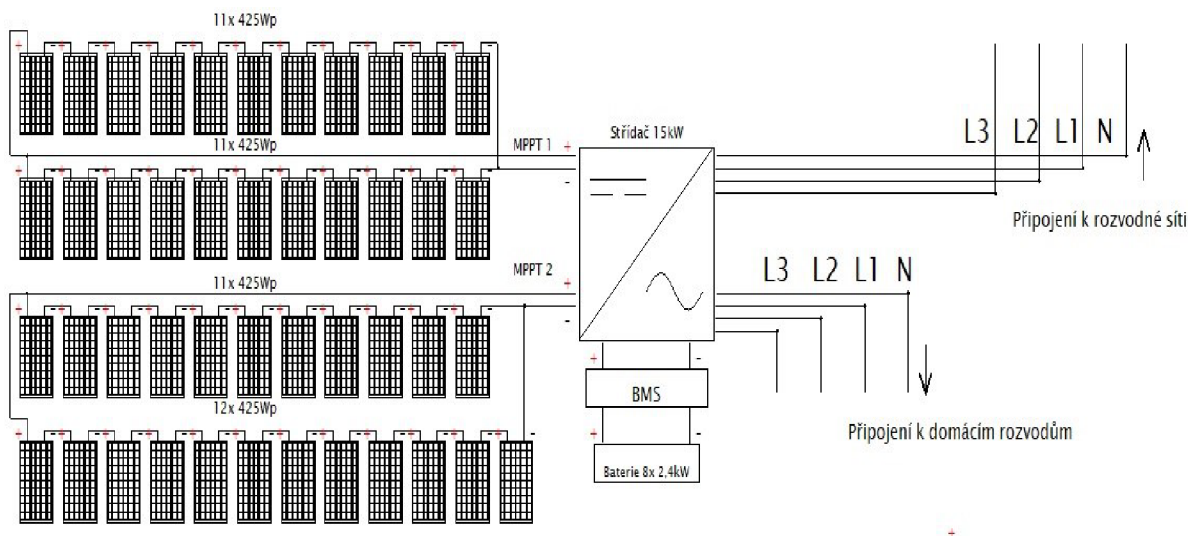 11x 425Wp
11x 425Wp
MPPT 1 +
-
Střídač 15kW
L3 L2 L1 N
Připojení k rozvodné síti
MPPT 2 +
-
11x 425Wp
L3 L2 L1 N
12x 425Wp
+ -
BMS
+ -
Baterie 8x 2,4kW
Připojení k domácím rozvodům
+